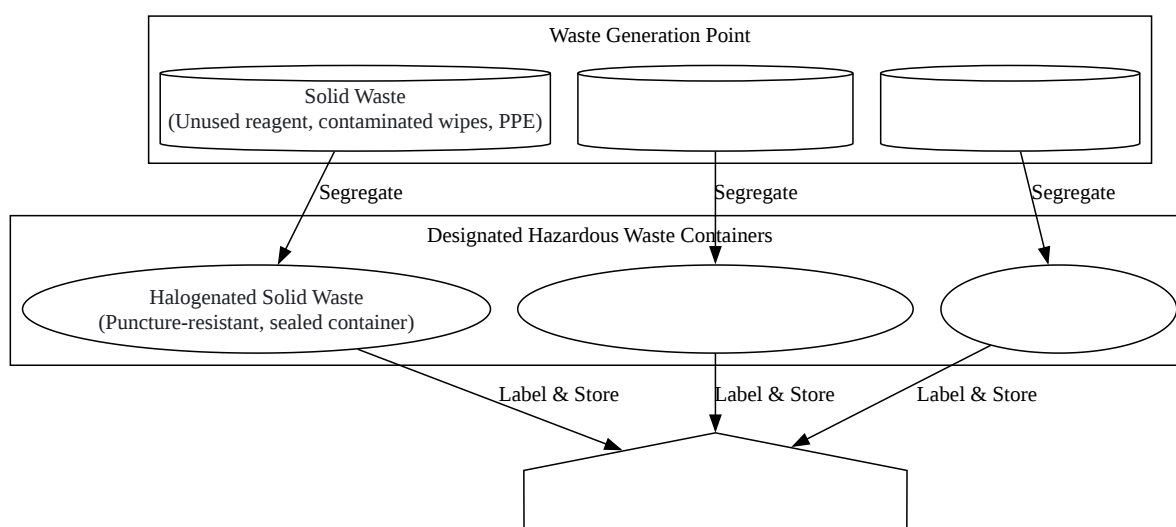 Waste Generation Point
Solid Waste
(Unused reagent, contaminated wipes, PPE)
Segregate
Segregate
Segregate
Designated Hazardous Waste Containers
Halogenated Solid Waste
(Puncture-resistant, sealed container)
Label & Store
Label & Store
Label & Store